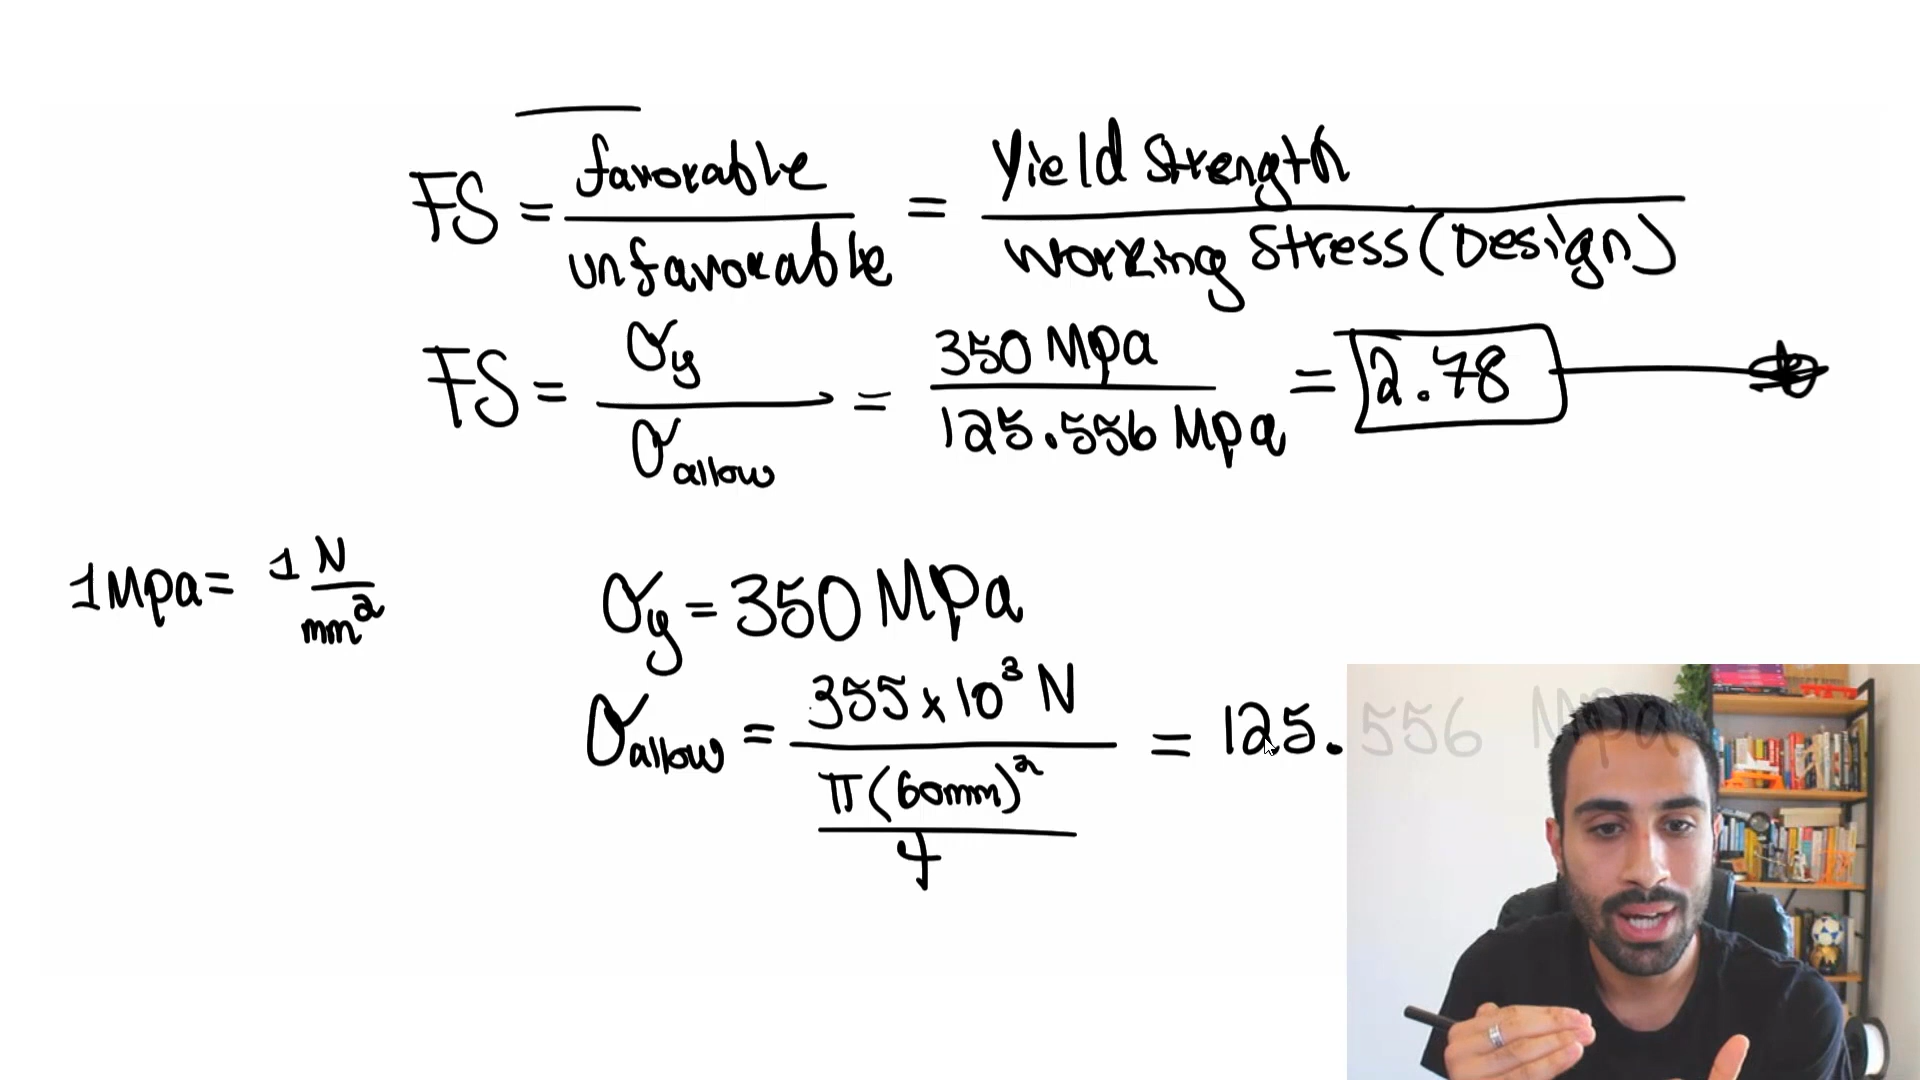 FS = favorable / unfavorable = Yield Strength / Working Stress (Design)
FS = σy / σallow = 350 Mpa / 125.556 Mpa = 2.78
1Mpa = 1 N / mm²
σy = 350 MPa
σallow = 355 x 10³ N / (π(60mm)² / 4) = 125.556 Mpa